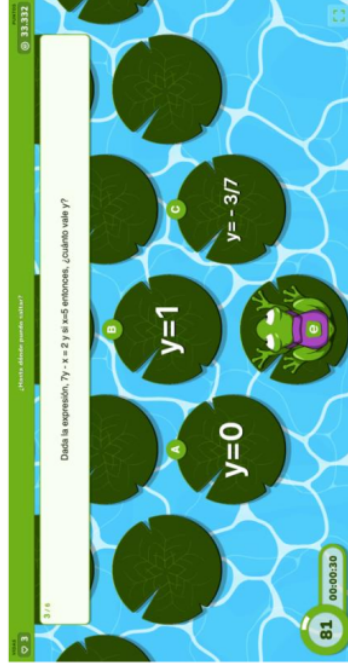 3
¿Hasta dónde puede saltar?
33.332
3 / 5
Dada la expresión, 7y - x = 2 y si x=5 entonces, ¿cuánto vale y?
A
y=0
B
y=1
C
y= - 3/7
e
81
00:00:30